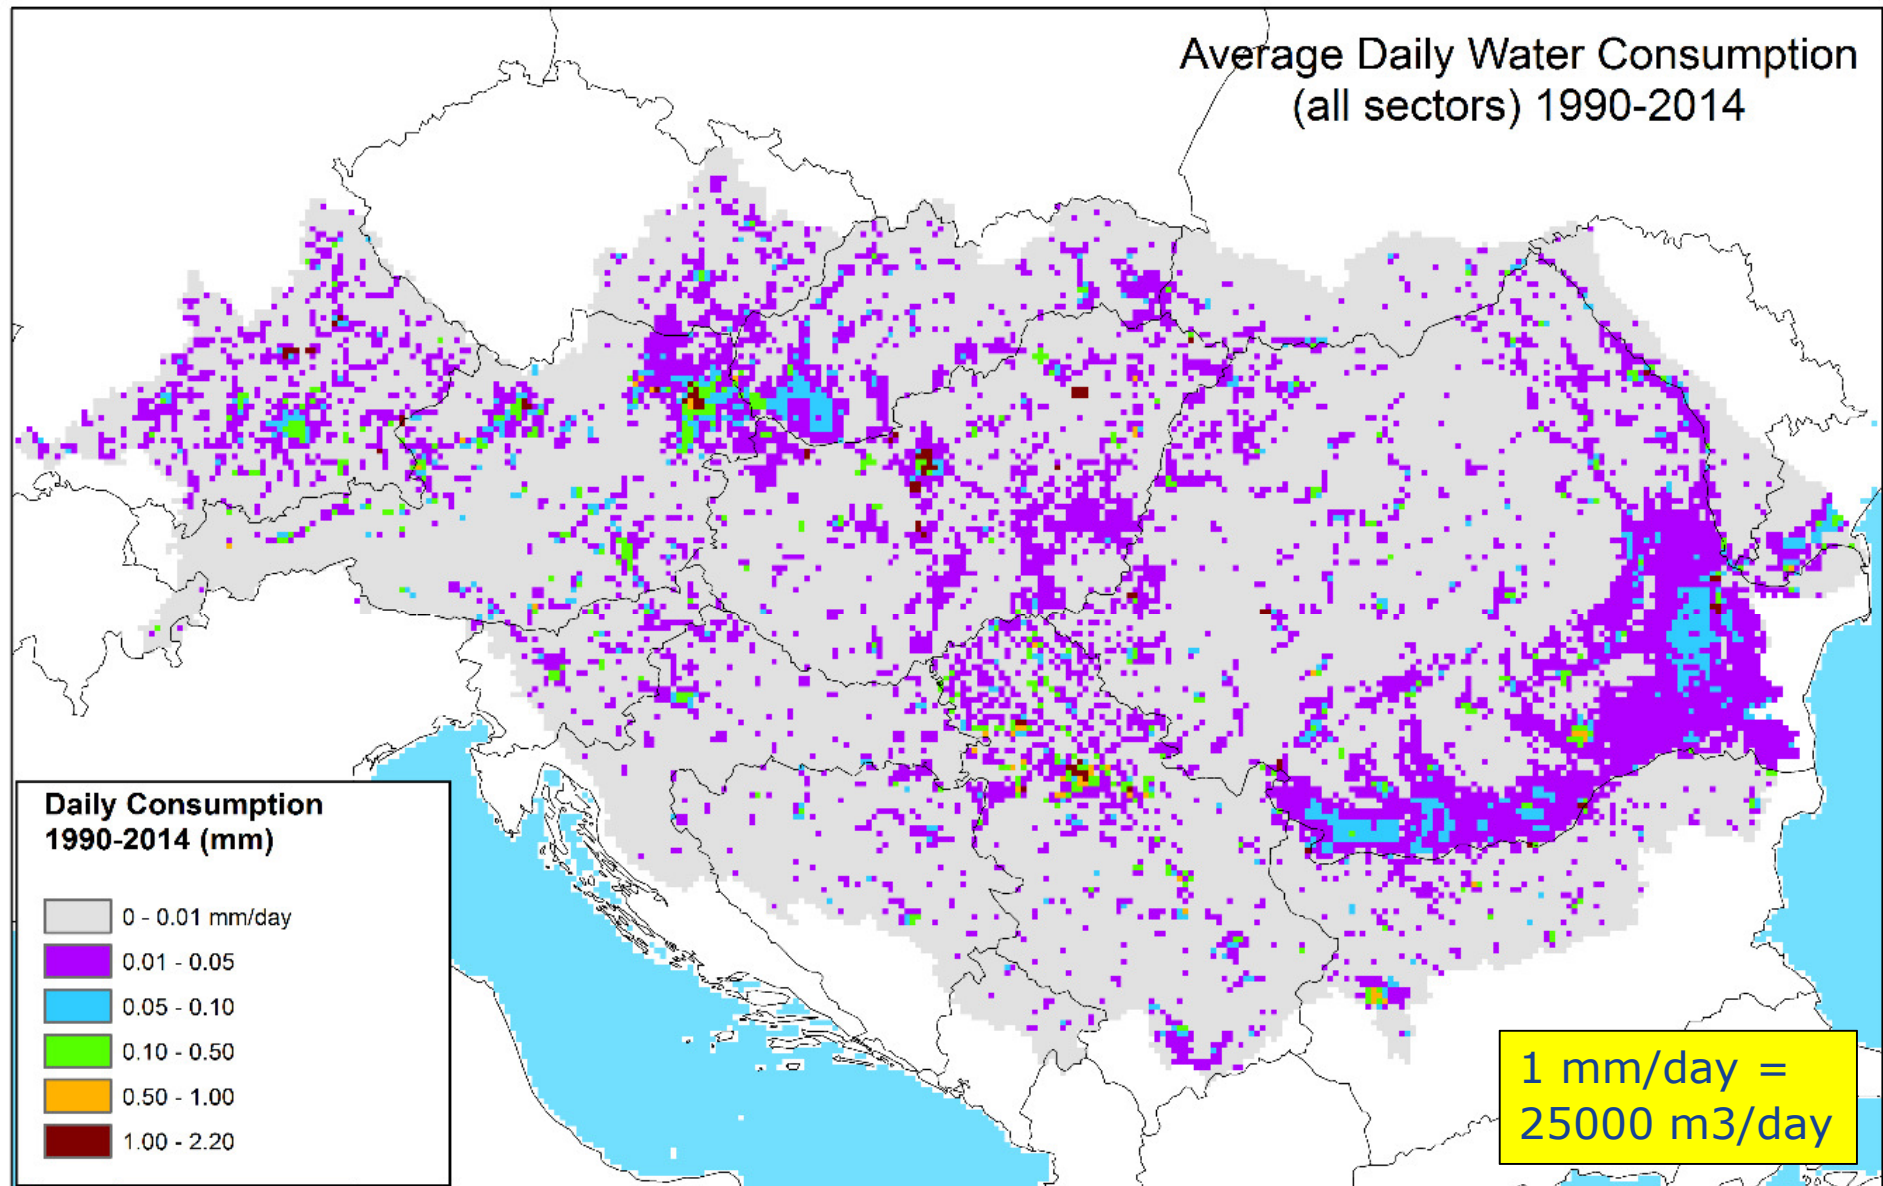 Average Daily Water Consumption
(all sectors) 1990-2014
Daily Consumption
1990-2014 (mm)
0 - 0.01 mm/day
0.01 - 0.05
0.05 - 0.10
0.10 - 0.50
0.50 - 1.00
1.00 - 2.20
1 mm/day =
25000 m3/day